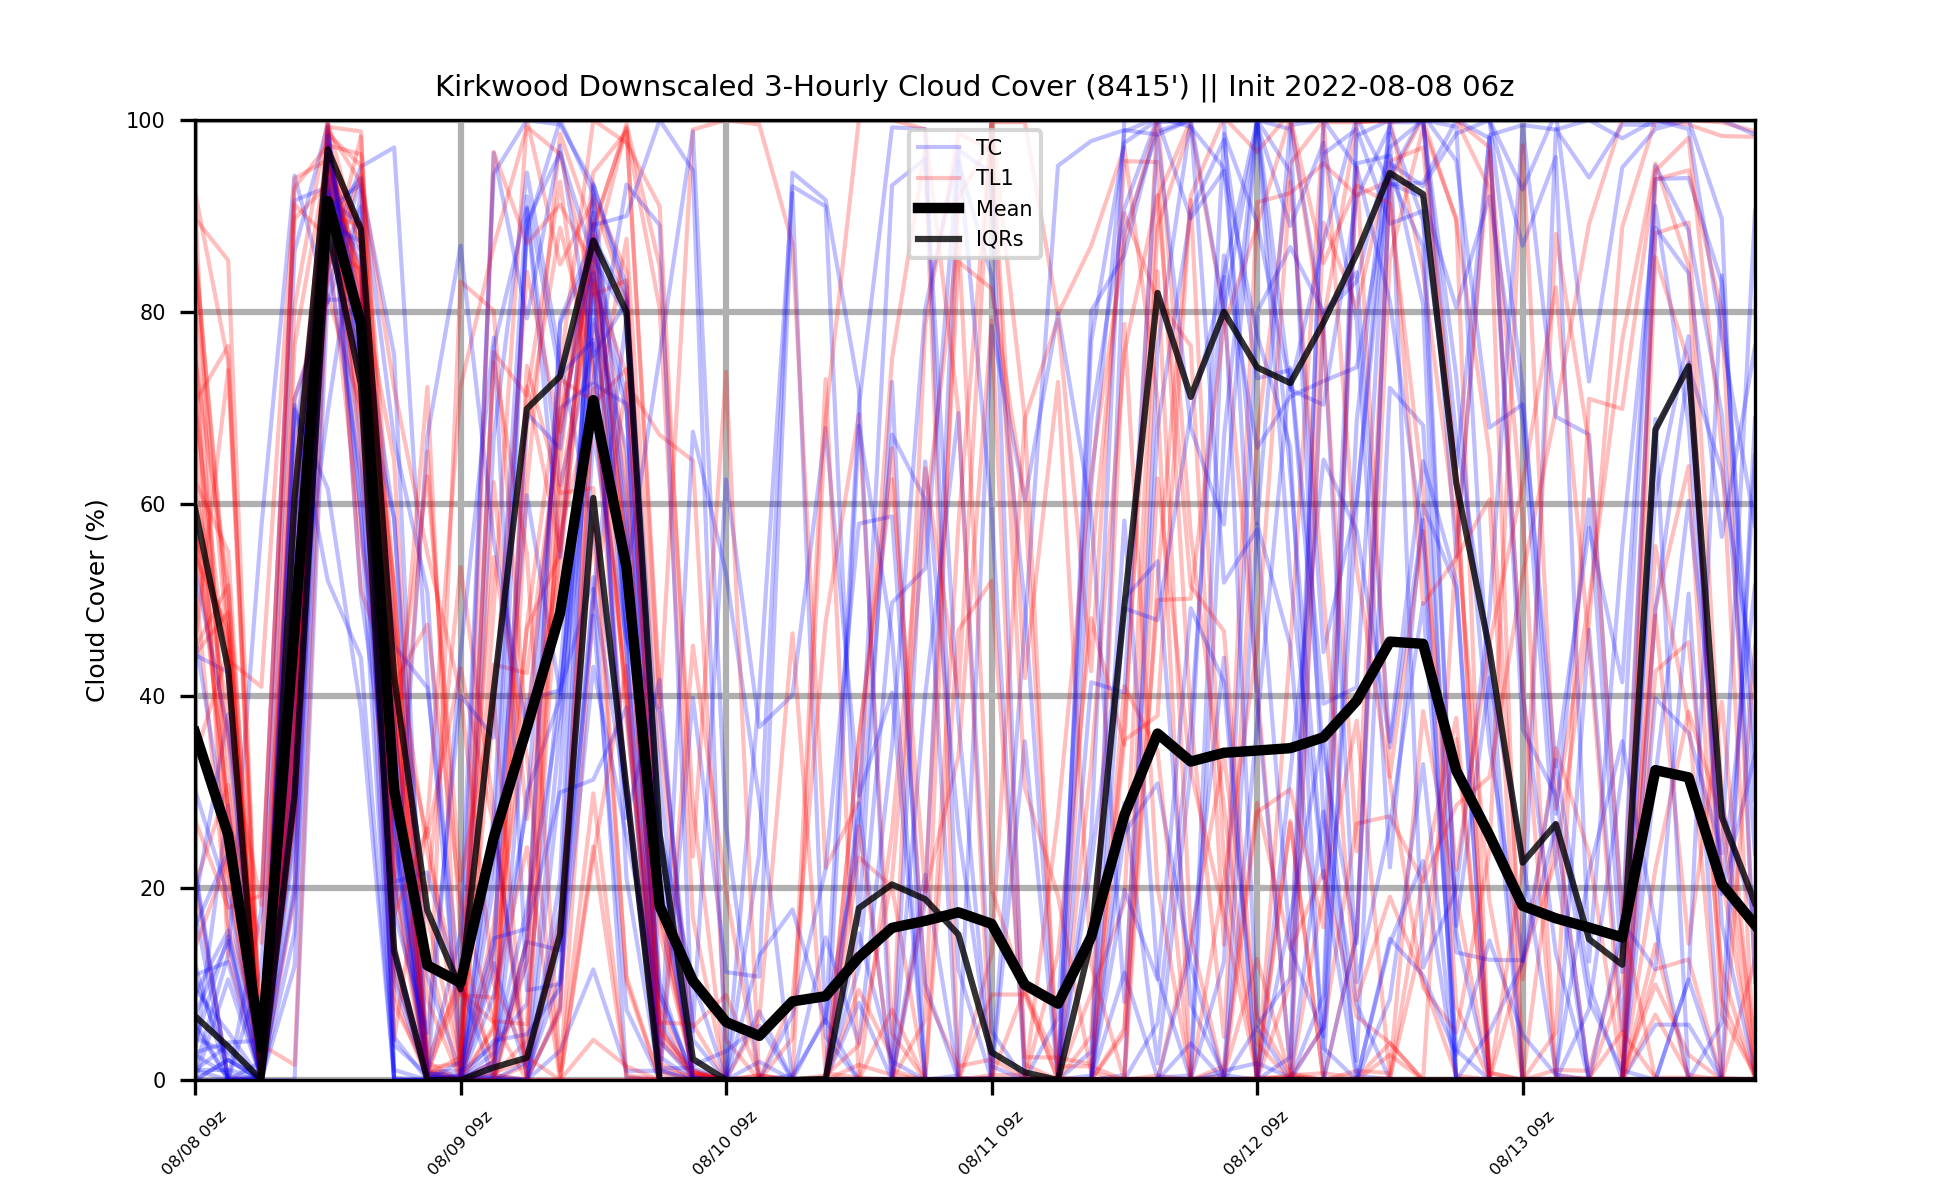 Kirkwood Downscaled 3-Hourly Cloud Cover (8415') || Init 2022-08-08 06z
TC
TL1
Mean
IQRs
Cloud Cover (%)
100
80
60
40
20
0
08/08 09z
08/09 09z
08/10 09z
08/11 09z
08/12 09z
08/13 09z